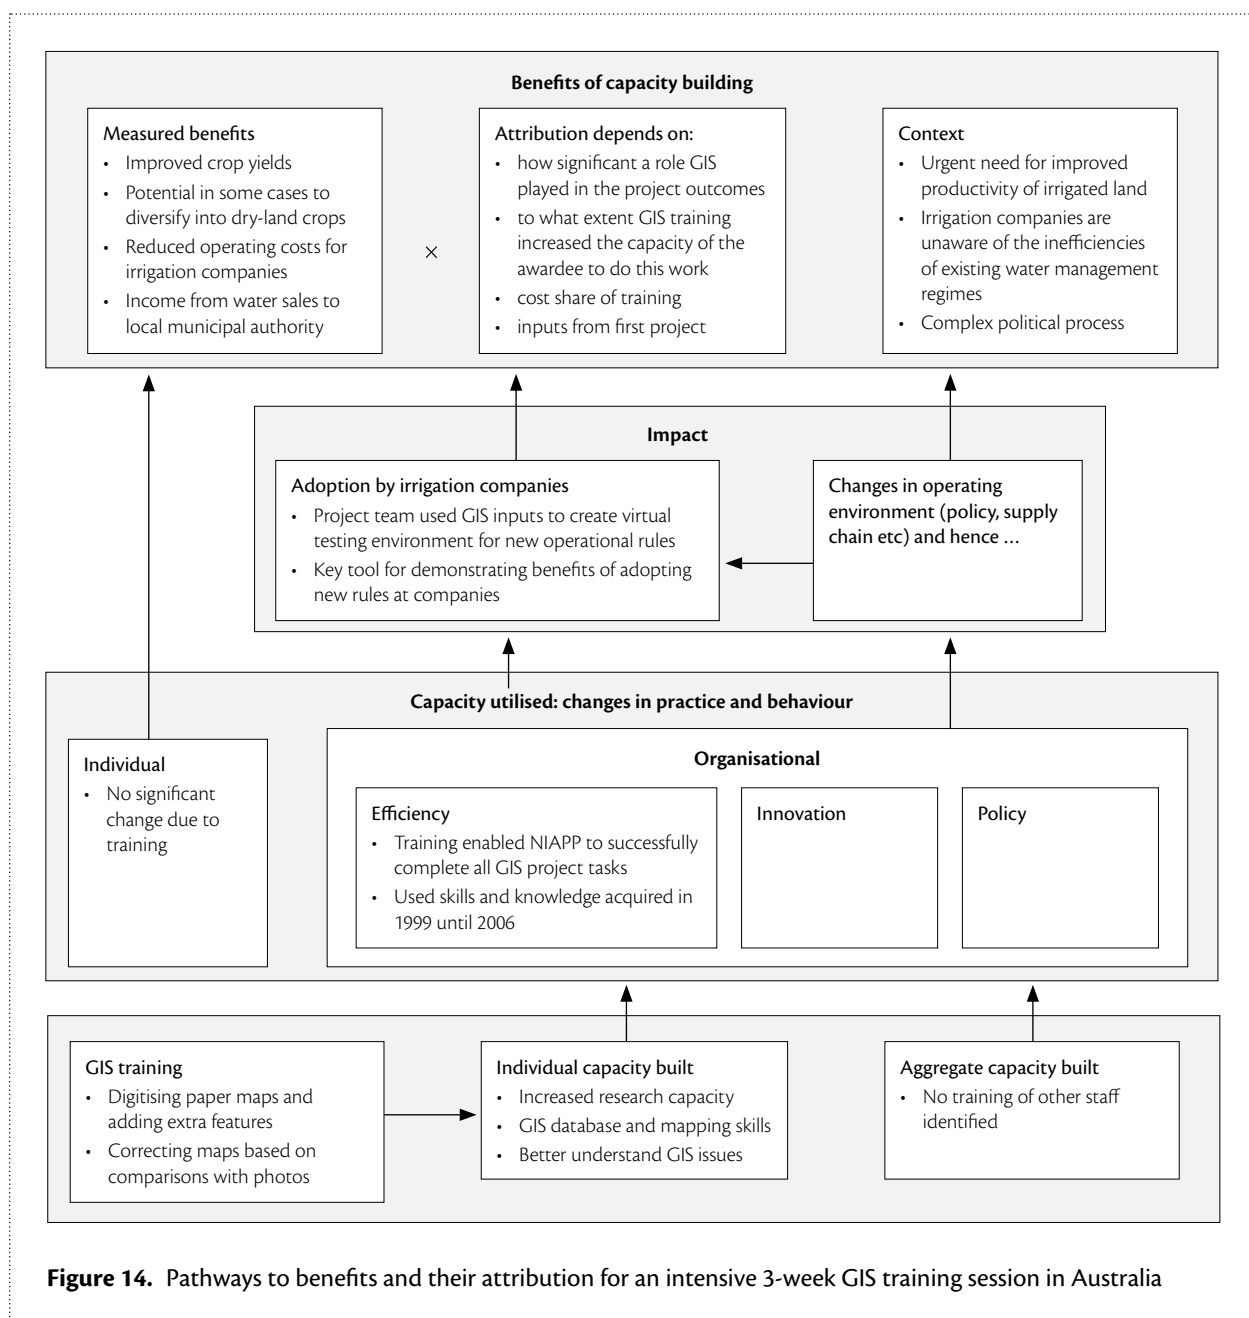 Benefits of capacity building
Measured benefits
• Improved crop yields
• Potential in some cases to
diversify into dry-land crops
• Reduced operating costs for
irrigation companies
• Income from water sales to
local municipal authority
×
Attribution depends on:
• how significant a role GIS
played in the project outcomes
• to what extent GIS training
increased the capacity of the
awardee to do this work
• cost share of training
• inputs from first project
Context
• Urgent need for improved
productivity of irrigated land
• Irrigation companies are
unaware of the inefficiencies
of existing water management
regimes
• Complex political process
Impact
Adoption by irrigation companies
• Project team used GIS inputs to create virtual
testing environment for new operational rules
• Key tool for demonstrating benefits of adopting
new rules at companies
Changes in operating
environment (policy, supply
chain etc) and hence …
Capacity utilised: changes in practice and behaviour
Individual
• No significant
change due to
training
Organisational
Efficiency
• Training enabled NIAPP to successfully
complete all GIS project tasks
• Used skills and knowledge acquired in
1999 until 2006
Innovation
Policy
GIS training
• Digitising paper maps and
adding extra features
• Correcting maps based on
comparisons with photos
Individual capacity built
• Increased research capacity
• GIS database and mapping skills
• Better understand GIS issues
Aggregate capacity built
• No training of other staff
identified
Figure 14. Pathways to benefits and their attribution for an intensive 3-week GIS training session in Australia